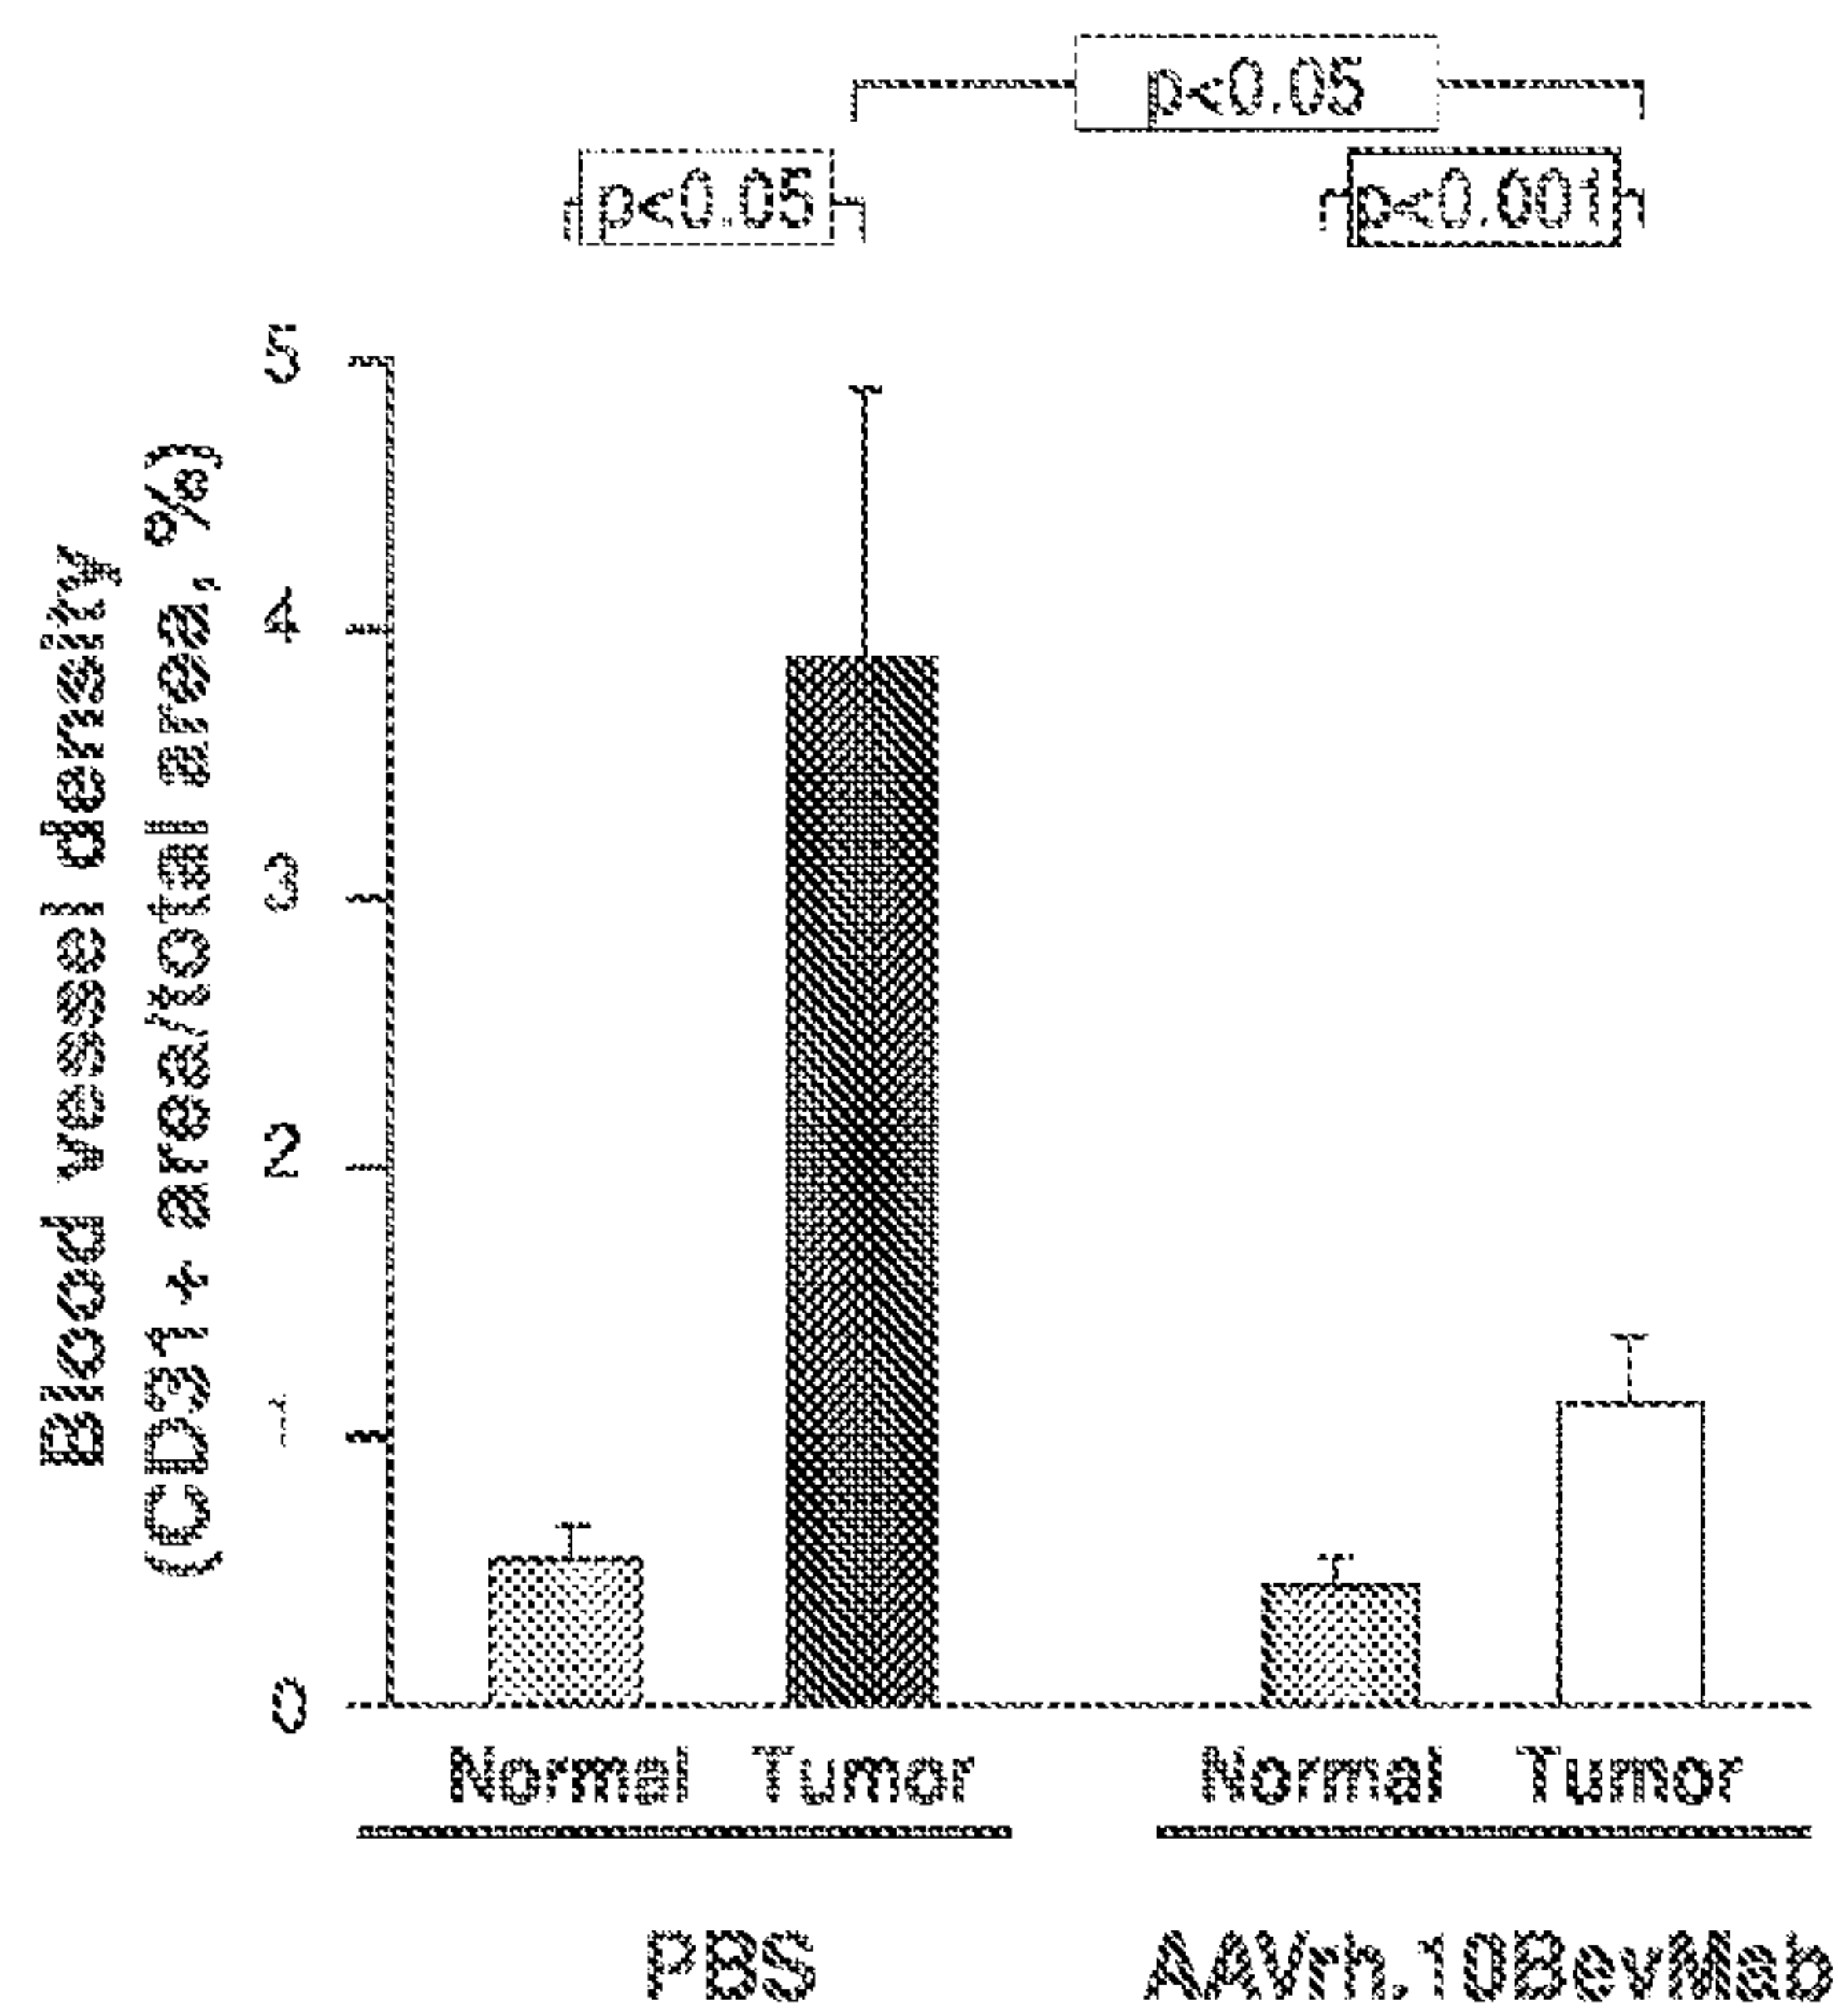 p<0.05
p<0.05
p<0.001
Blood vessel density
(CD31+ area/total area, %)
5
4
3
2
1
0
Normal Tumor Normal Tumor
PBS AAVrh.10BevMab